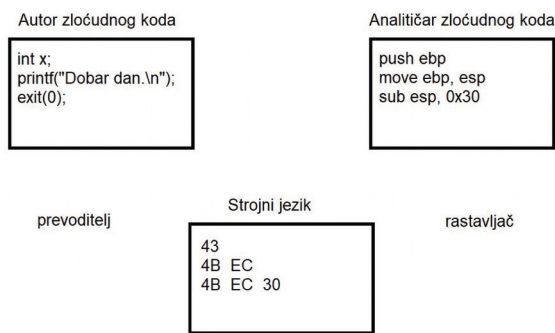 Autor zloćudnog koda
int x;
printf("Dobar dan.\n");
exit(0);
Analitičar zloćudnog koda
push ebp
move ebp, esp
sub esp, 0x30
prevoditelj
Strojni jezik
43
4B EC
4B EC 30
rastavljač